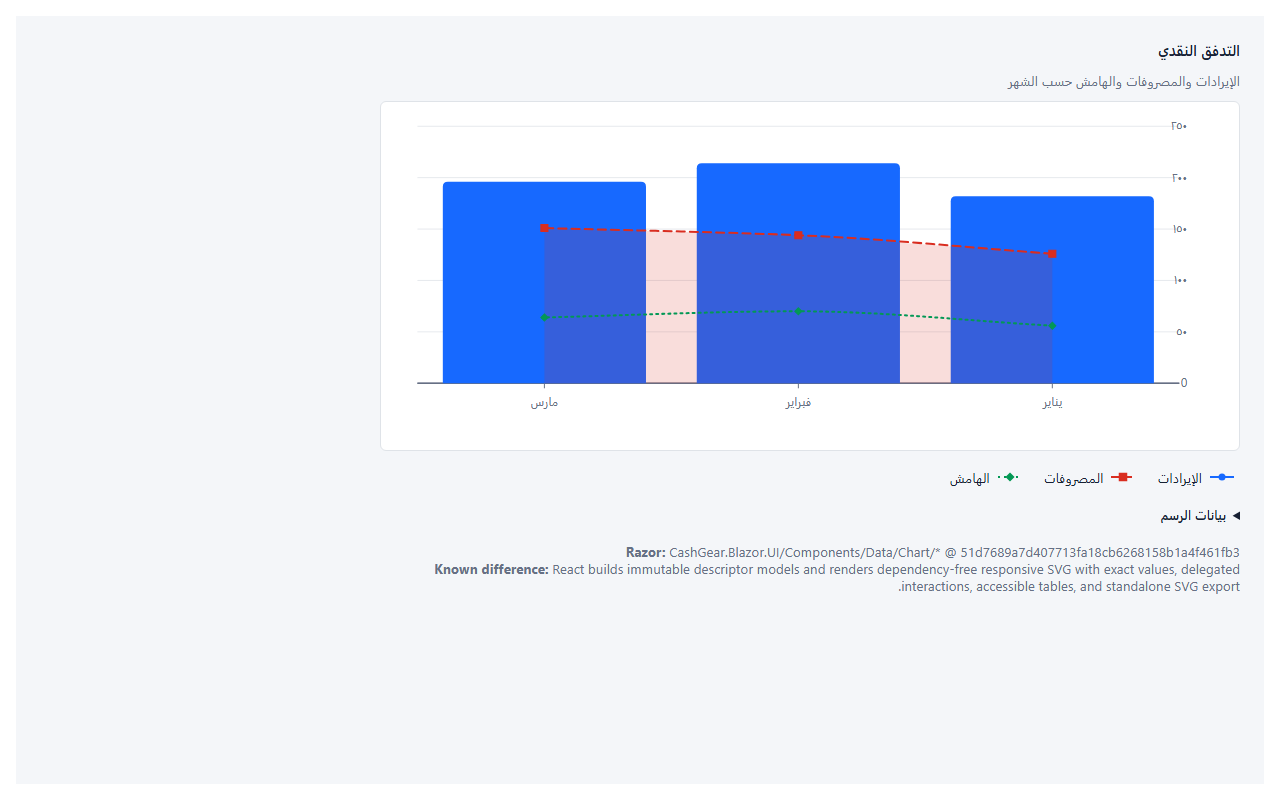 التدفق النقدي
الإيرادات والمصروفات والهامش حسب الشهر
٢٥٠
٢٠٠
١٥٠
١٠٠
٥٠
0
يناير فبراير مارس
الإيرادات المصروفات الهامش
بيانات الرسم
Razor: CashGear.Blazor.UI/Components/Data/Chart/* @ 51d7689a7d407713fa18cb6268158b1a4f461fb3
Known difference: React builds immutable descriptor models and renders dependency-free responsive SVG with exact values, delegated
interactions, accessible tables, and standalone SVG export.